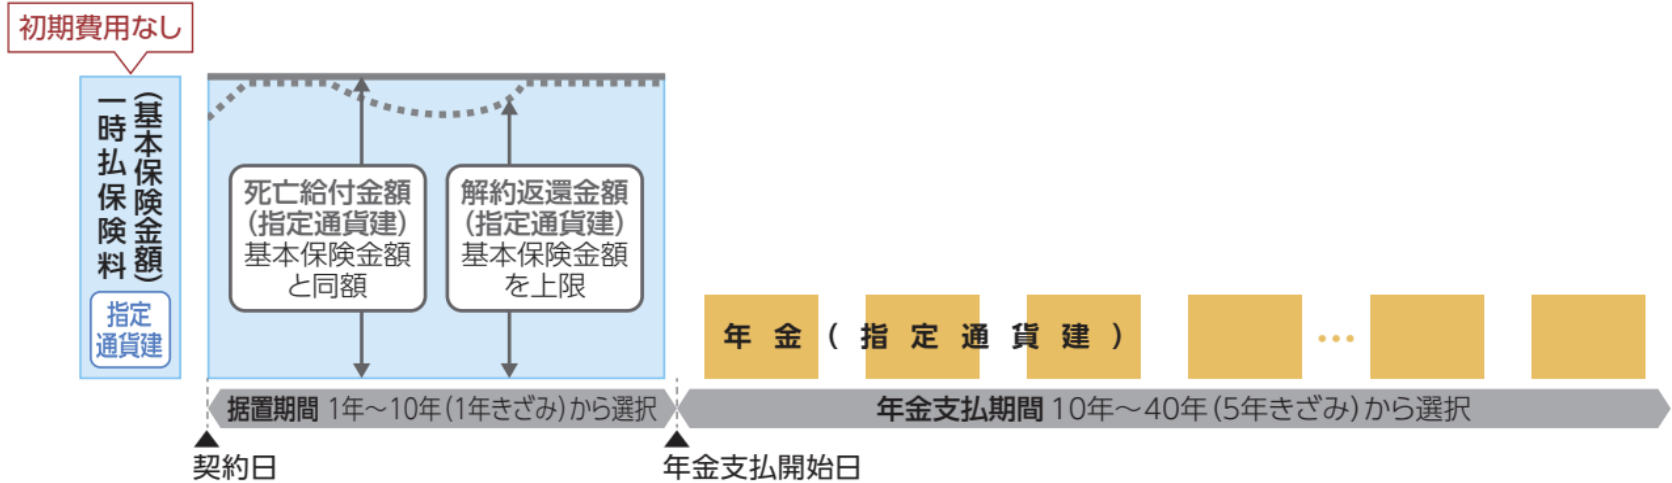 初期費用なし
一時払保険料
(基本保険金額)
指定
通貨建
死亡給付金額
(指定通貨建)
基本保険金額
と同額
解約返還金額
(指定通貨建)
基本保険金額
を上限
年金(指定通貨建)
…
据置期間 1年～10年(1年きざみ)から選択
年金支払期間 10年～40年(5年きざみ)から選択
契約日
年金支払開始日